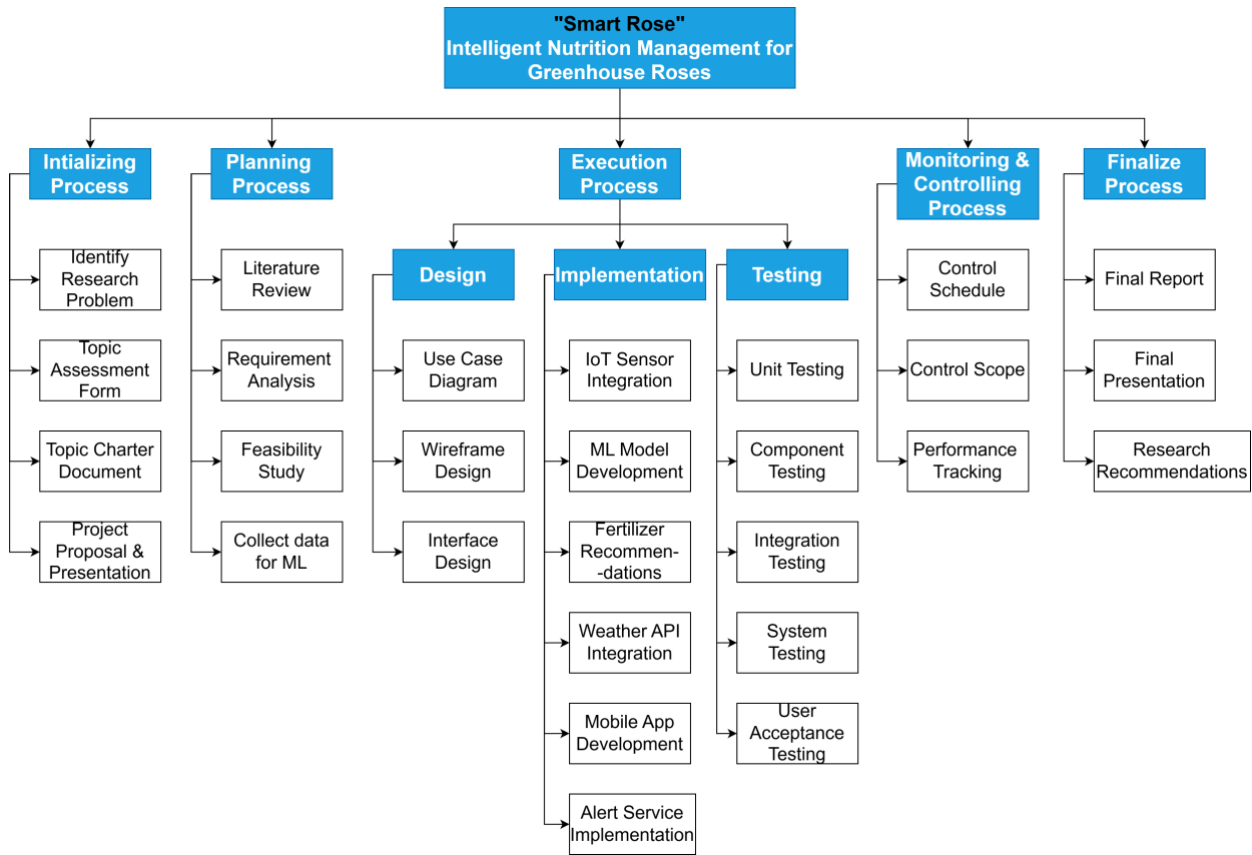 "Smart Rose"
Intelligent Nutrition Management for
Greenhouse Roses
Intializing
Process
Identify
Research
Problem
Topic
Assessment
Form
Topic Charter
Document
Project
Proposal &
Presentation
Planning
Process
Literature
Review
Requirement
Analysis
Feasibility
Study
Collect data
for ML
Execution
Process
Design
Use Case
Diagram
Wireframe
Design
Interface
Design
Implementation
IoT Sensor
Integration
ML Model
Development
Fertilizer
Recommen-
-dations
Weather API
Integration
Mobile App
Development
Alert Service
Implementation
Testing
Unit Testing
Component
Testing
Integration
Testing
System
Testing
User
Acceptance
Testing
Monitoring &
Controlling
Process
Control
Schedule
Control Scope
Performance
Tracking
Finalize
Process
Final Report
Final
Presentation
Research
Recommendations